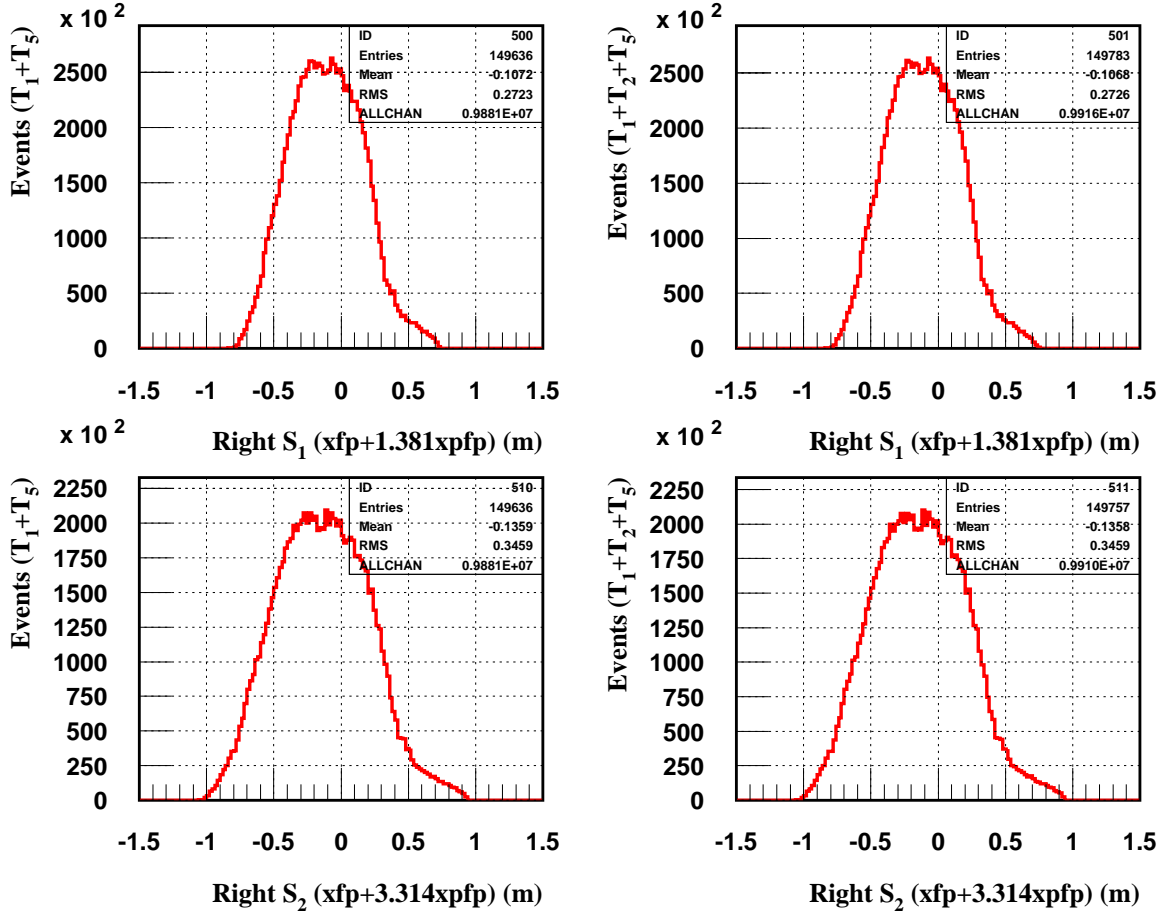 x 10 2
Events (T1+T5)
2500
2000
1500
1000
500
0
-1.5 -1 -0.5 0 0.5 1 1.5
Right S1 (xfp+1.381xpfp) (m)
ID 500
Entries 149636
Mean -0.1072
RMS 0.2723
ALLCHAN 0.9881E+07
x 10 2
Events (T1+T2+T5)
2500
2000
1500
1000
500
0
-1.5 -1 -0.5 0 0.5 1 1.5
Right S1 (xfp+1.381xpfp) (m)
ID 501
Entries 149783
Mean -0.1068
RMS 0.2726
ALLCHAN 0.9916E+07
x 10 2
Events (T1+T5)
2250
2000
1750
1500
1250
1000
750
500
250
0
-1.5 -1 -0.5 0 0.5 1 1.5
Right S2 (xfp+3.314xpfp) (m)
ID 510
Entries 149636
Mean -0.1359
RMS 0.3459
ALLCHAN 0.9881E+07
x 10 2
Events (T1+T2+T5)
2250
2000
1750
1500
1250
1000
750
500
250
0
-1.5 -1 -0.5 0 0.5 1 1.5
Right S2 (xfp+3.314xpfp) (m)
ID 511
Entries 149757
Mean -0.1358
RMS 0.3459
ALLCHAN 0.9910E+07